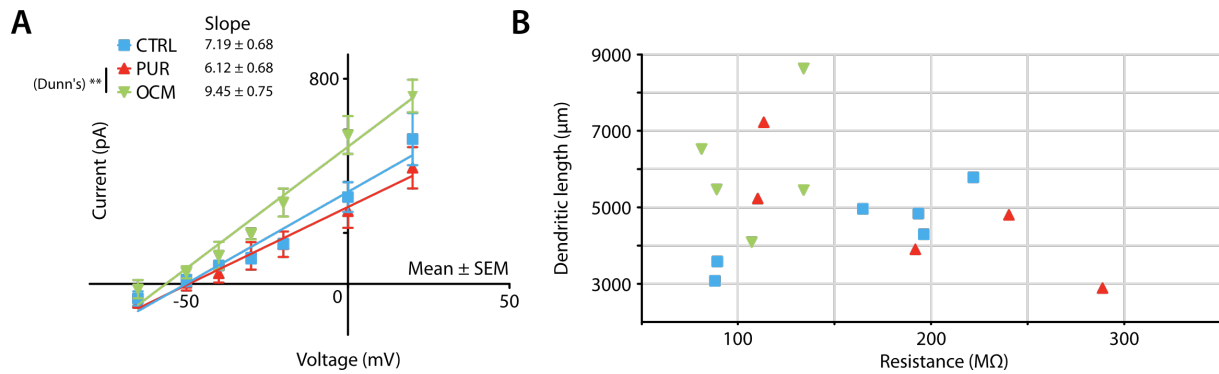 A
Slope
CTRL 7.19 ± 0.68
(Dunn's) ** PUR 6.12 ± 0.68
OCM 9.45 ± 0.75
800
Current (pA)
Mean ± SEM
-50 0 50
Voltage (mV)
B
9000
7000
5000
3000
Dendritic length (μm)
100 200 300
Resistance (MΩ)